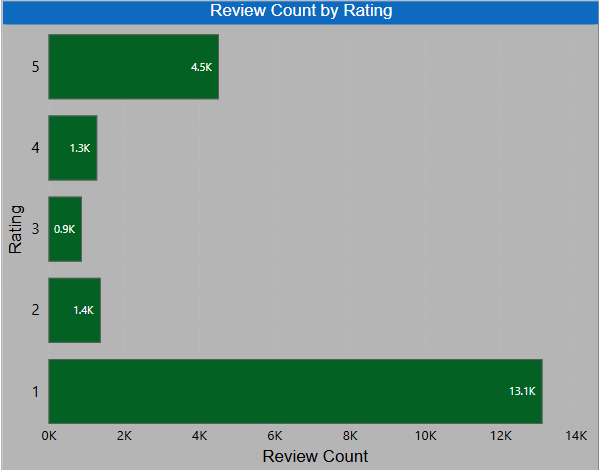 Review Count by Rating
5
4.5K
4
1.3K
3
0.9K
2
1.4K
1
13.1K
Rating
0K 2K 4K 6K 8K 10K 12K 14K
Review Count